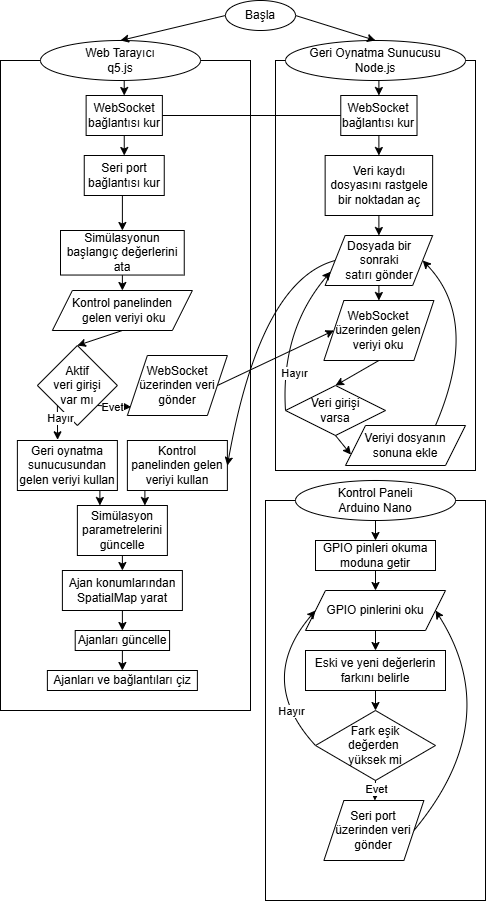 Başla
Web Tarayıcı
q5.js
WebSocket
bağlantısı kur
Seri port
bağlantısı kur
Simülasyonun
başlangıç değerlerini
ata
Kontrol panelinden
gelen veriyi oku
Aktif
veri girişi
var mı
Hayır
Evet
WebSocket
üzerinden veri
gönder
Geri oynatma
sunucusundan
gelen veriyi kullan
Kontrol
panelinden gelen
veriyi kullan
Simülasyon
parametrelerini
güncelle
Ajan konumlarından
SpatialMap yarat
Ajanları güncelle
Ajanları ve bağlantıları çiz
Geri Oynatma Sunucusu
Node.js
WebSocket
bağlantısı kur
Veri kaydı
dosyasını rastgele
bir noktadan aç
Dosyada bir
sonraki
satırı gönder
WebSocket
üzerinden gelen
veriyi oku
Hayır
Veri girişi
varsa
Veriyi dosyanın
sonuna ekle
Kontrol Paneli
Arduino Nano
GPIO pinleri okuma
moduna getir
GPIO pinlerini oku
Eski ve yeni değerlerin
farkını belirle
Hayır
Fark eşik
değerden
yüksek mi
Evet
Seri port
üzerinden veri
gönder